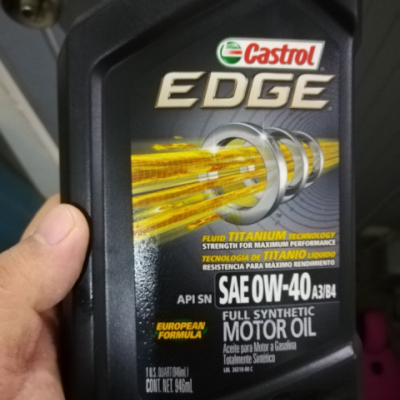 Castrol
EDGE
FLUID TITANIUM TECHNOLOGY
STRENGTH FOR MAXIMUM PERFORMANCE
TECNOLOGÍA DE TITANIO LÍQUIDO
RESISTENCIA PARA MÁXIMO RENDIMIENTO
API SN SAE 0W-40 A3/B4
FULL SYNTHETIC
MOTOR OIL
EUROPEAN
FORMULA
Aceite para Motor a Gasolina
Totalmente Sintético
1 U.S. QUART (946mL)
CONT. NET. 946mL